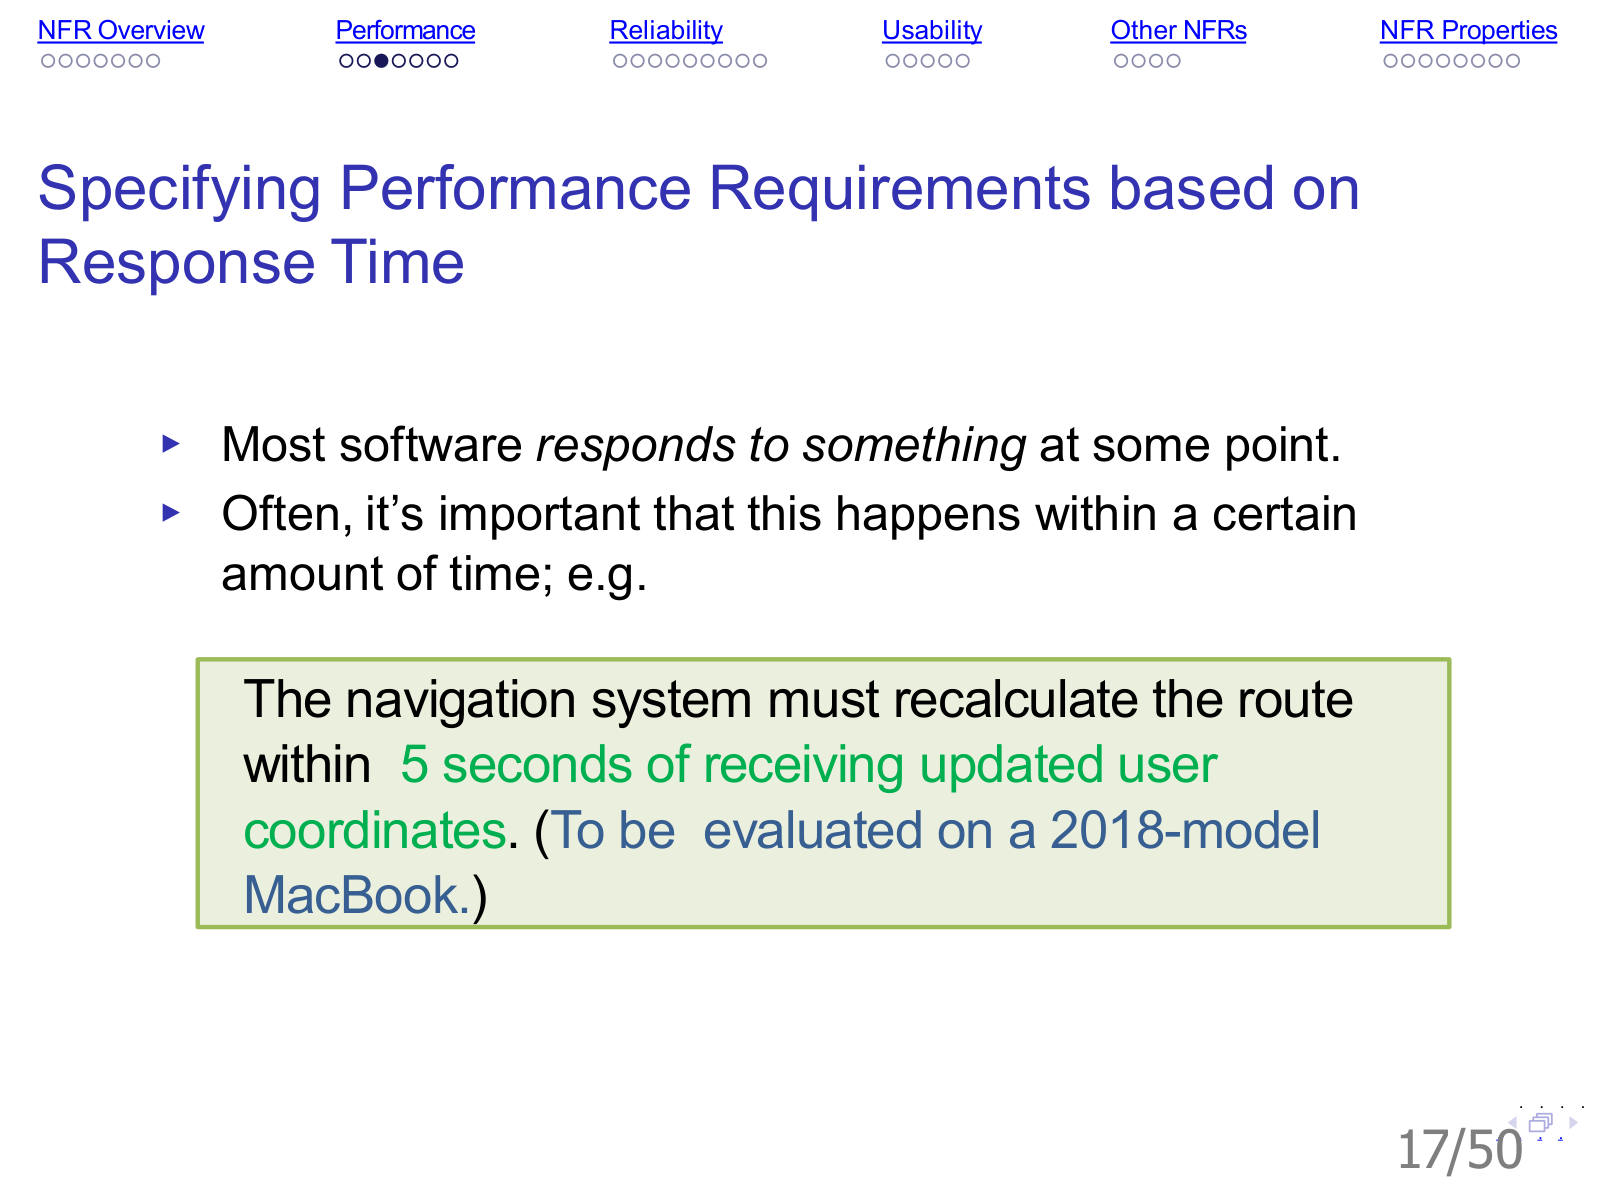 NFR Overview Performance Reliability Usability Other NFRs NFR Properties
Specifying Performance Requirements based on
Response Time
Most software responds to something at some point.
Often, it’s important that this happens within a certain
amount of time; e.g.
The navigation system must recalculate the route
within 5 seconds of receiving updated user
coordinates. (To be evaluated on a 2018-model
MacBook.)
17/50